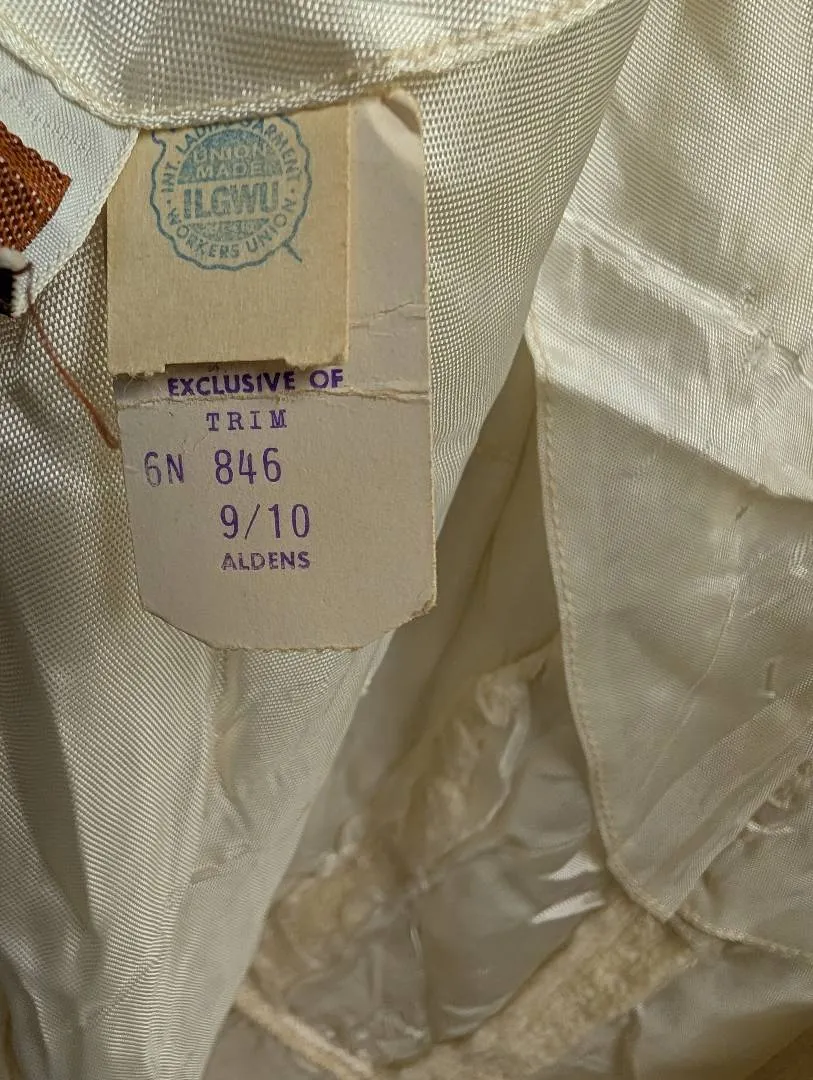 INT. LADIES GARMENT
UNION
MADE
ILGWU
WORKERS UNION
EXCLUSIVE OF
TRIM
6N 846
9/10
ALDENS